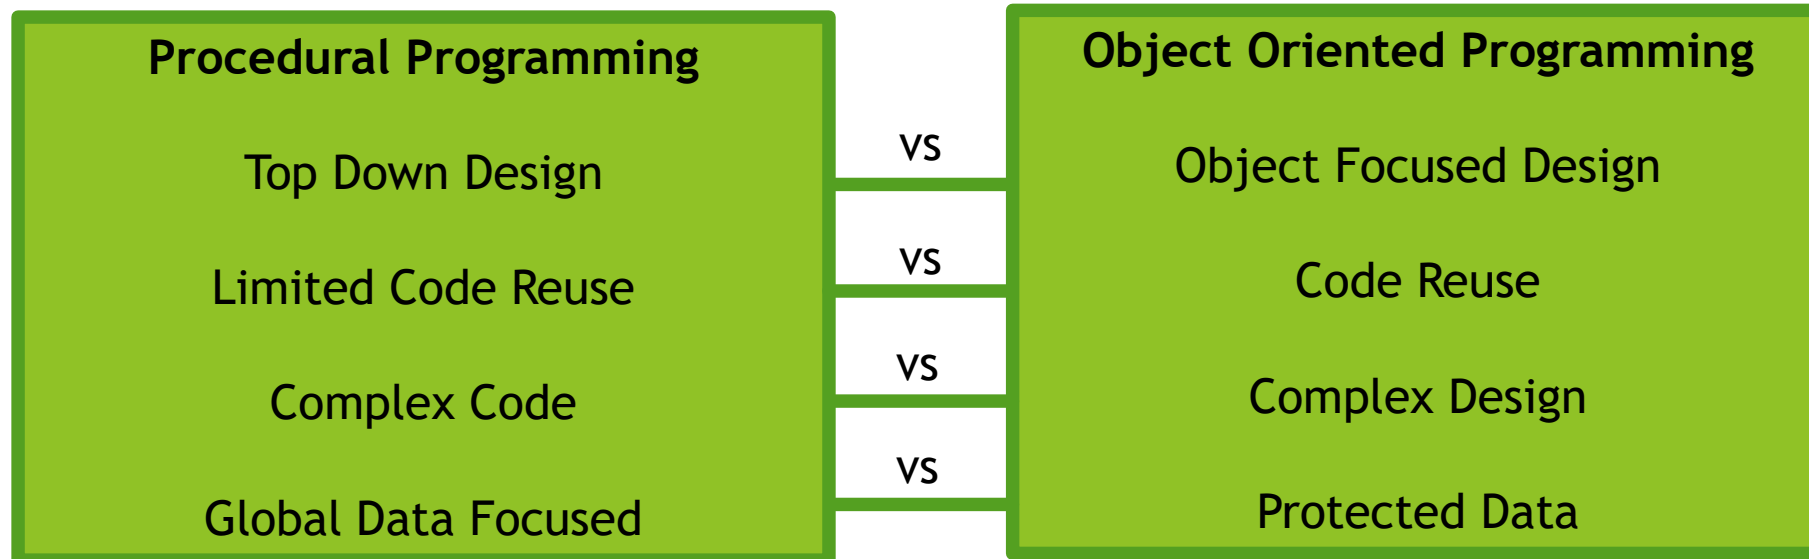 Procedural Programming
Top Down Design
Limited Code Reuse
Complex Code
Global Data Focused
vs
vs
vs
vs
Object Oriented Programming
Object Focused Design
Code Reuse
Complex Design
Protected Data